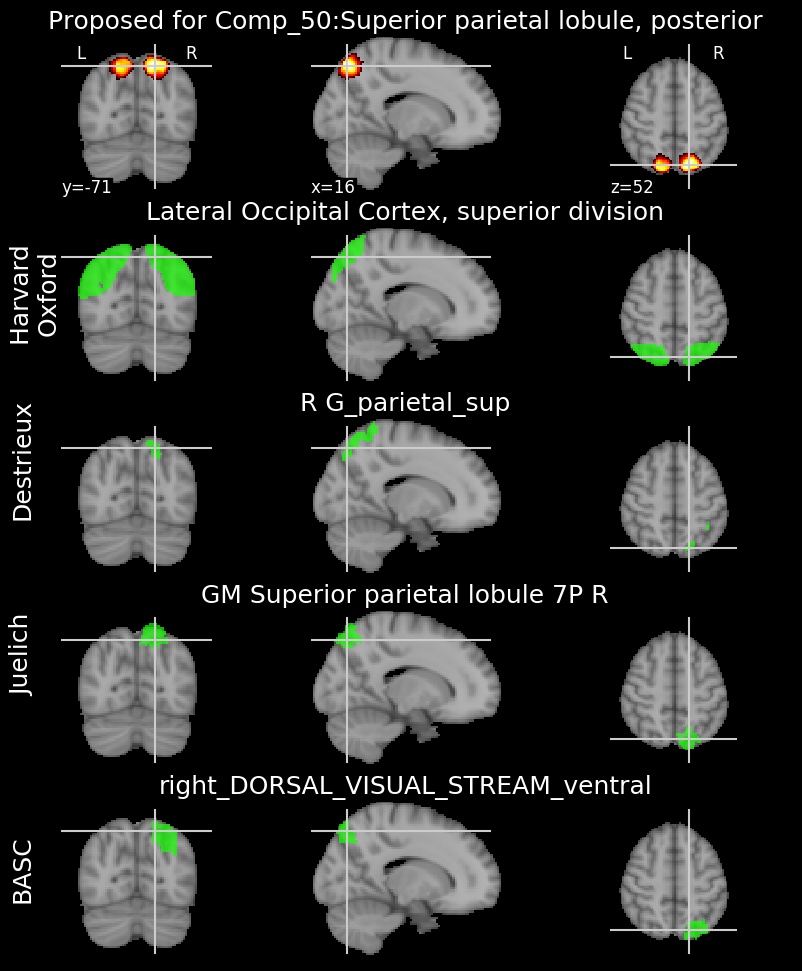 Proposed for Comp_50:Superior parietal lobule, posterior
L R L R
y=-71 x=16 z=52
Lateral Occipital Cortex, superior division
Harvard
Oxford
R G_parietal_sup
Destrieux
GM Superior parietal lobule 7P R
Juelich
right_DORSAL_VISUAL_STREAM_ventral
BASC